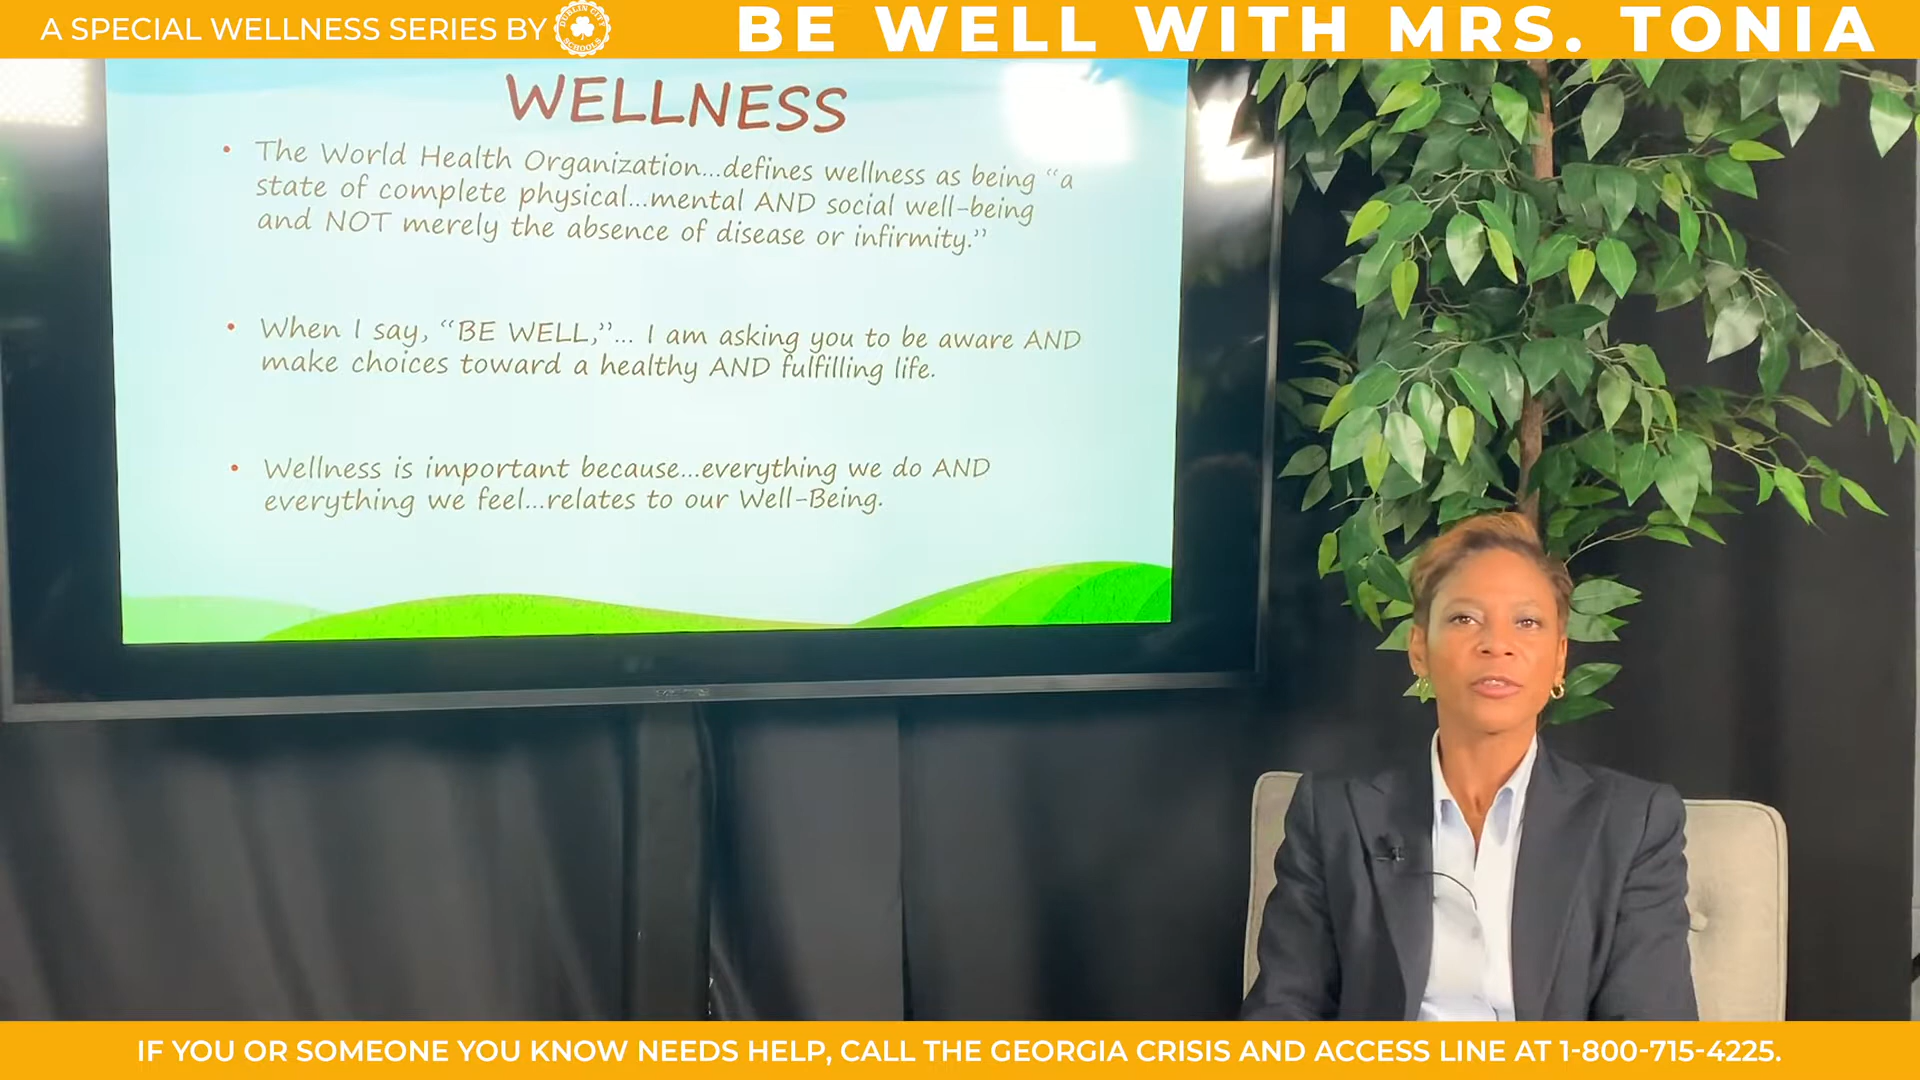 A SPECIAL WELLNESS SERIES BY
DUBLIN CITY
SCHOOLS
BE WELL WITH MRS. TONIA
WELLNESS
• The World Health Organization...defines wellness as being “a
state of complete physical...mental AND social well-being
and NOT merely the absence of disease or infirmity.”
• When I say, “BE WELL,”... I am asking you to be aware AND
make choices toward a healthy AND fulfilling life.
• Wellness is important because...everything we do AND
everything we feel...relates to our Well-Being.
IF YOU OR SOMEONE YOU KNOW NEEDS HELP, CALL THE GEORGIA CRISIS AND ACCESS LINE AT 1-800-715-4225.